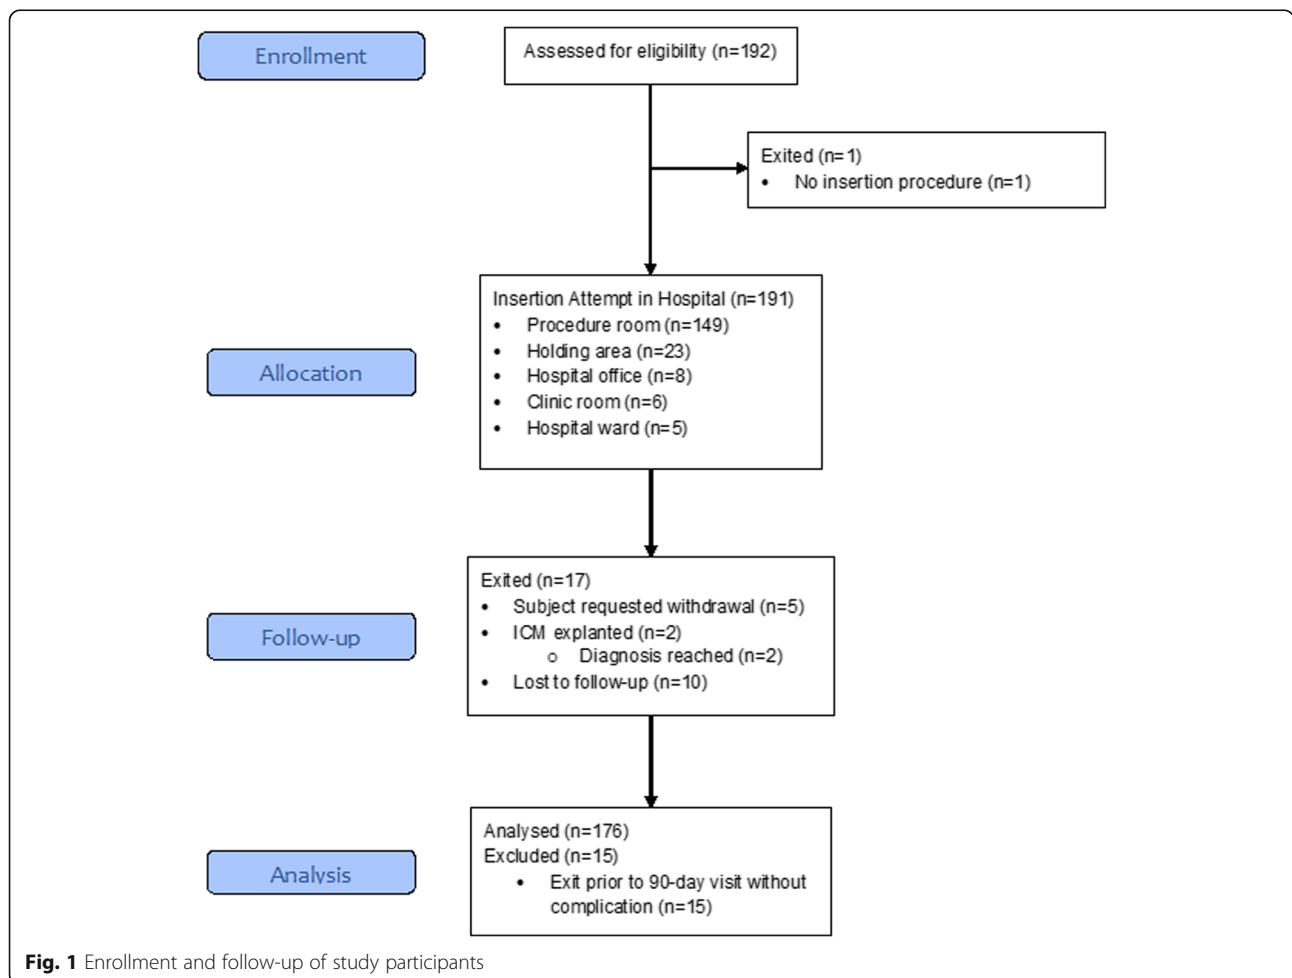 Enrollment
Assessed for eligibility (n=192)
Exited (n=1)
• No insertion procedure (n=1)
Allocation
Insertion Attempt in Hospital (n=191)
• Procedure room (n=149)
• Holding area (n=23)
• Hospital office (n=8)
• Clinic room (n=6)
• Hospital ward (n=5)
Follow-up
Exited (n=17)
• Subject requested withdrawal (n=5)
• ICM explanted (n=2)
o Diagnosis reached (n=2)
• Lost to follow-up (n=10)
Analysis
Analysed (n=176)
Excluded (n=15)
• Exit prior to 90-day visit without
complication (n=15)
Fig. 1 Enrollment and follow-up of study participants